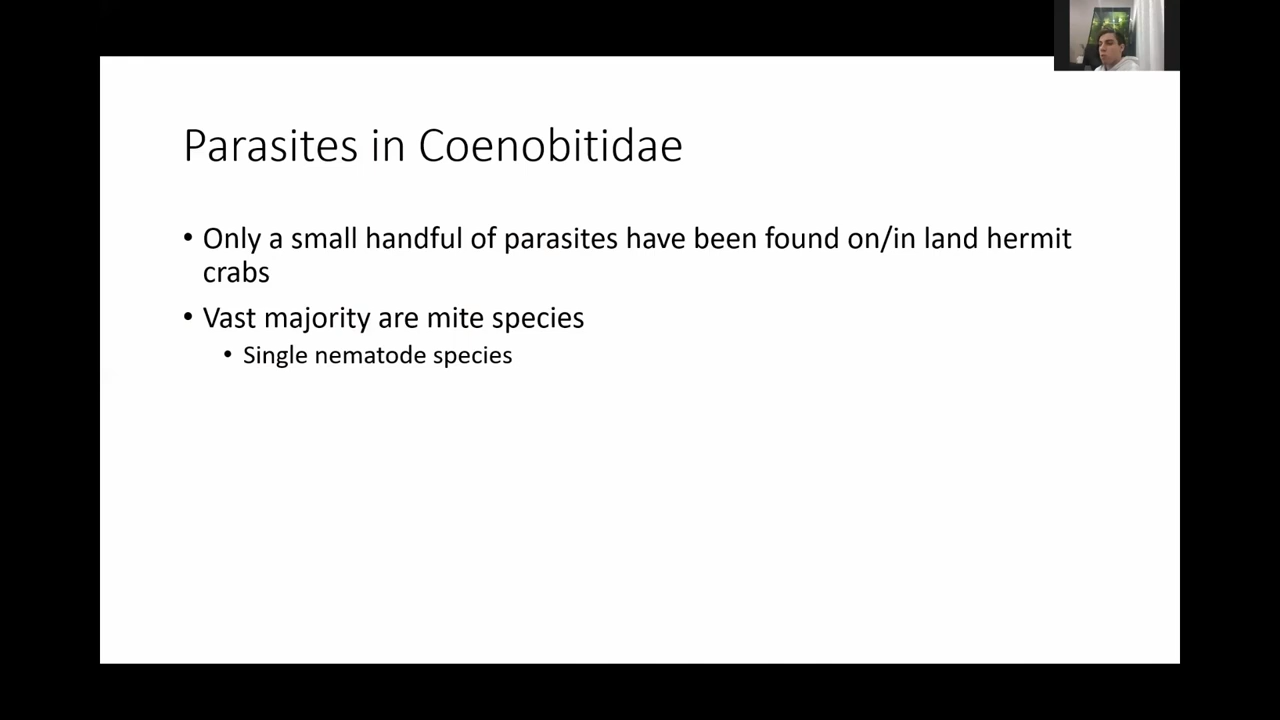 Parasites in Coenobitidae
• Only a small handful of parasites have been found on/in land hermit
crabs
• Vast majority are mite species
• Single nematode species